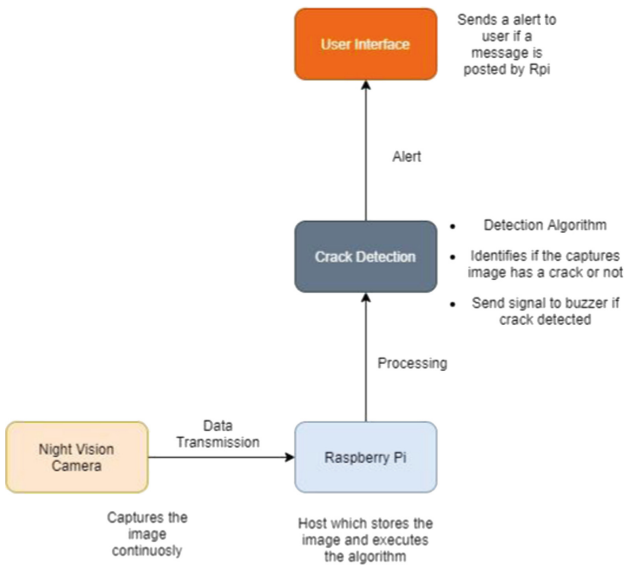 User Interface
Sends a alert to
user if a
message is
posted by Rpi
Alert
Crack Detection
• Detection Algorithm
• Identifies if the captures
image has a crack or not
• Send signal to buzzer if
crack detected
Processing
Night Vision
Camera
Data
Transmission
Raspberry Pi
Captures the
image
continuosly
Host which stores the
image and executes
the algorithm